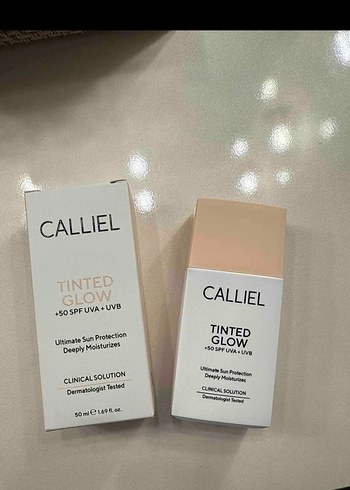 CALLIEL
TINTED
GLOW
+50 SPF UVA + UVB
Ultimate Sun Protection
Deeply Moisturizes
CLINICAL SOLUTION
Dermatologist Tested
50 ml ℮ 1.69 fl. oz.
CALLIEL
TINTED
GLOW
+50 SPF UVA + UVB
Ultimate Sun Protection
Deeply Moisturizes
CLINICAL SOLUTION
Dermatologist Tested